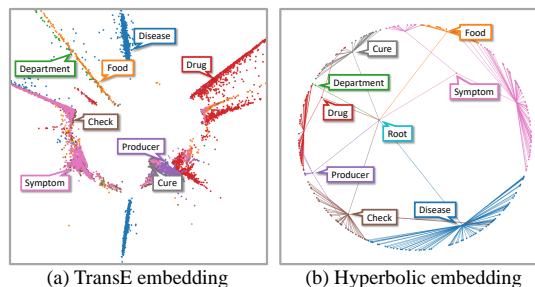 Disease
Department
Food
Drug
Check
Producer
Symptom
Cure
(a) TransE embedding
Food
Cure
Symptom
Department
Drug
Root
Producer
Check
Disease
(b) Hyperbolic embedding